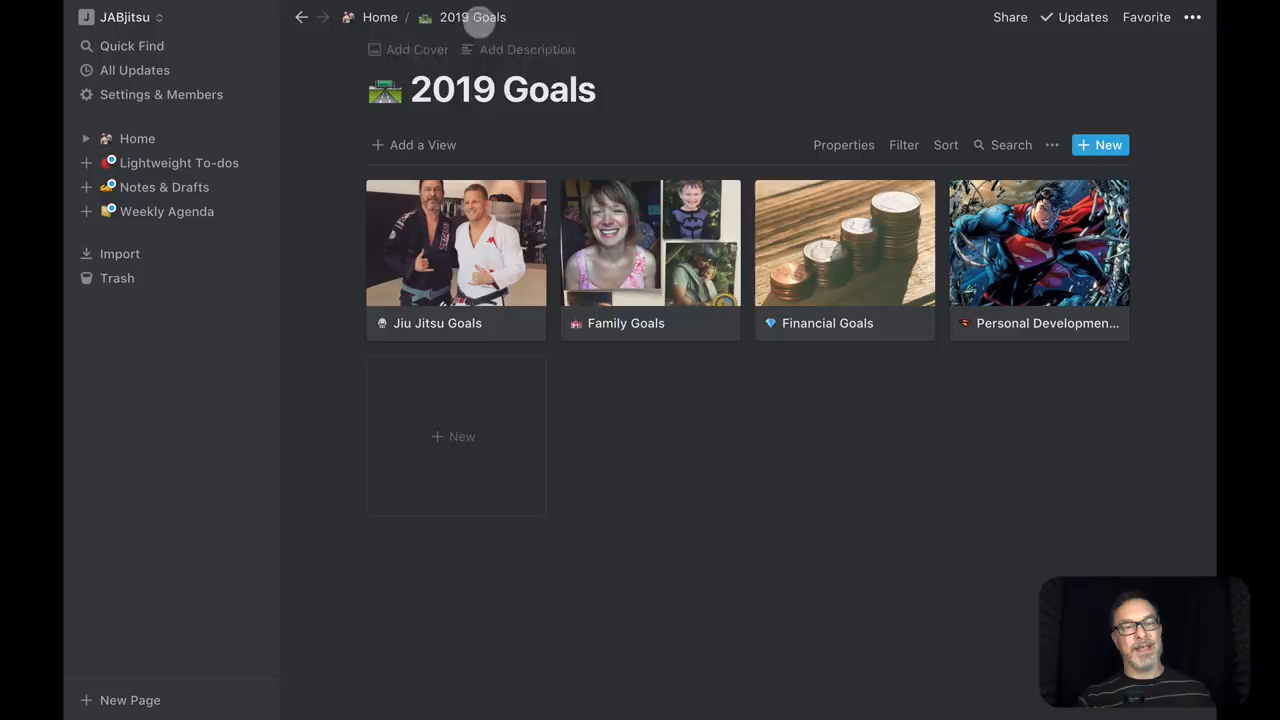 JABjitsu
Quick Find
All Updates
Settings & Members
Home
Lightweight To-dos
Notes & Drafts
Weekly Agenda
Import
Trash
New Page
Home / 2019 Goals
Share Updates Favorite
Add Cover Add Description
2019 Goals
Add a View
Properties Filter Sort Search New
Jiu Jitsu Goals
Family Goals
Financial Goals
Personal Developmen...
New